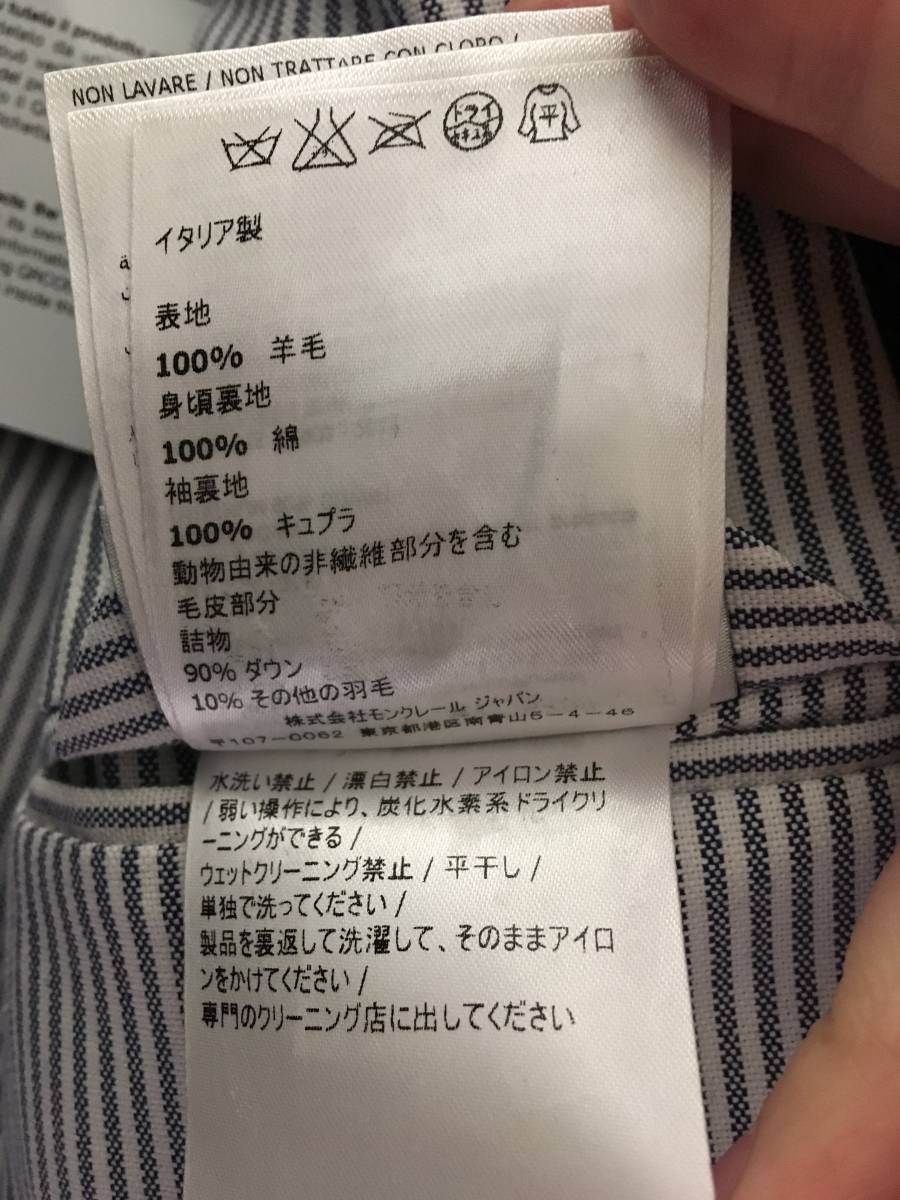 NON LAVARE / NON TRATTARE CON CLORO /
ドライ
平
イタリア製
表地
100% 羊毛
身頃裏地
100% 綿
袖裏地
100% キュプラ
動物由来の非繊維部分を含む
毛皮部分
詰物
90% ダウン
10% その他の羽毛
株式会社モンクレール ジャパン
〒107-0062 東京都港区南青山5-4-46
水洗い禁止 / 漂白禁止 / アイロン禁止
/ 弱い操作により、炭化水素系ドライクリ
ーニングができる /
ウェットクリーニング禁止 / 平干し /
単独で洗ってください /
製品を裏返して洗濯して、そのままアイロ
ンをかけてください /
専門のクリーニング店に出してください
tutela il prodotto
its own
inside